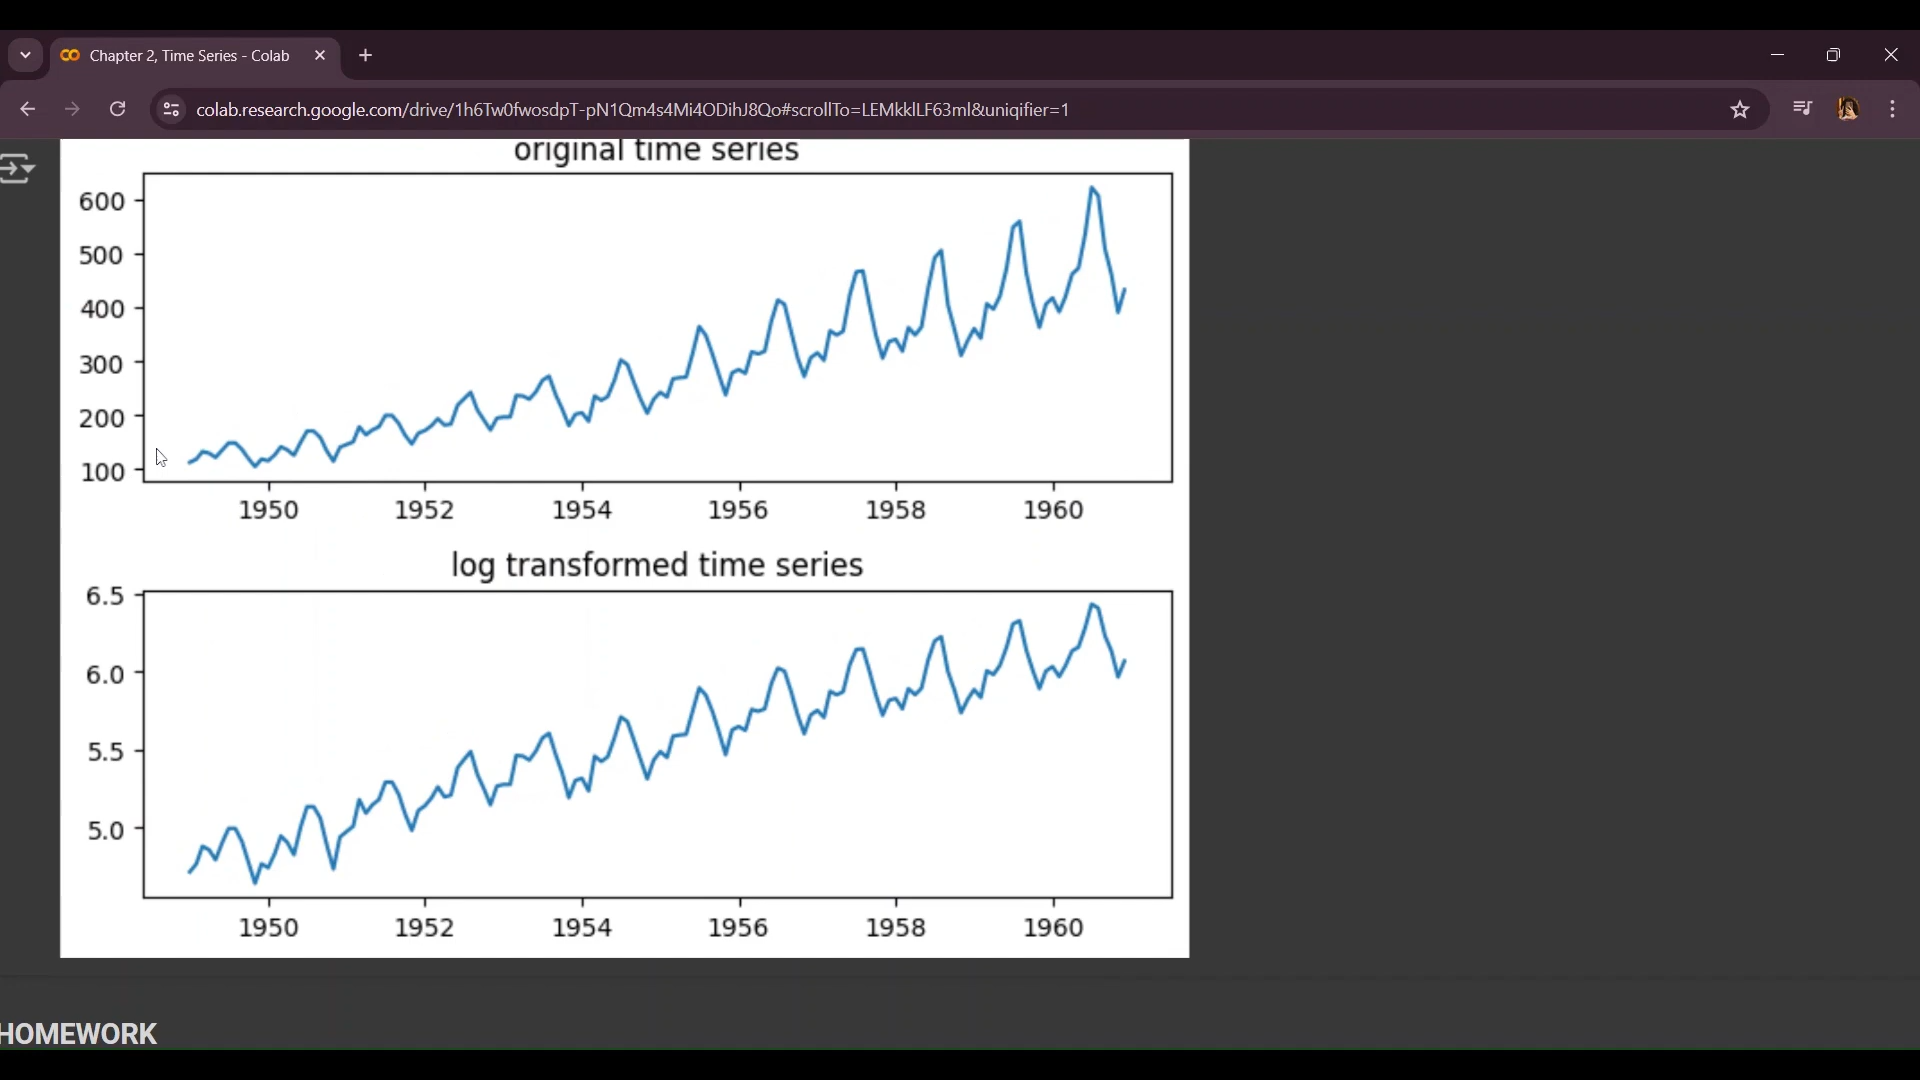 Chapter 2, Time Series - Colab
colab.research.google.com/drive/1h6Tw0fwosdpT-pN1Qm4s4Mi4ODihJ8Qo#scrollTo=LEMkklLF63ml&uniqifier=1
original time series
600
500
400
300
200
100
1950 1952 1954 1956 1958 1960
log transformed time series
6.5
6.0
5.5
5.0
1950 1952 1954 1956 1958 1960
HOMEWORK